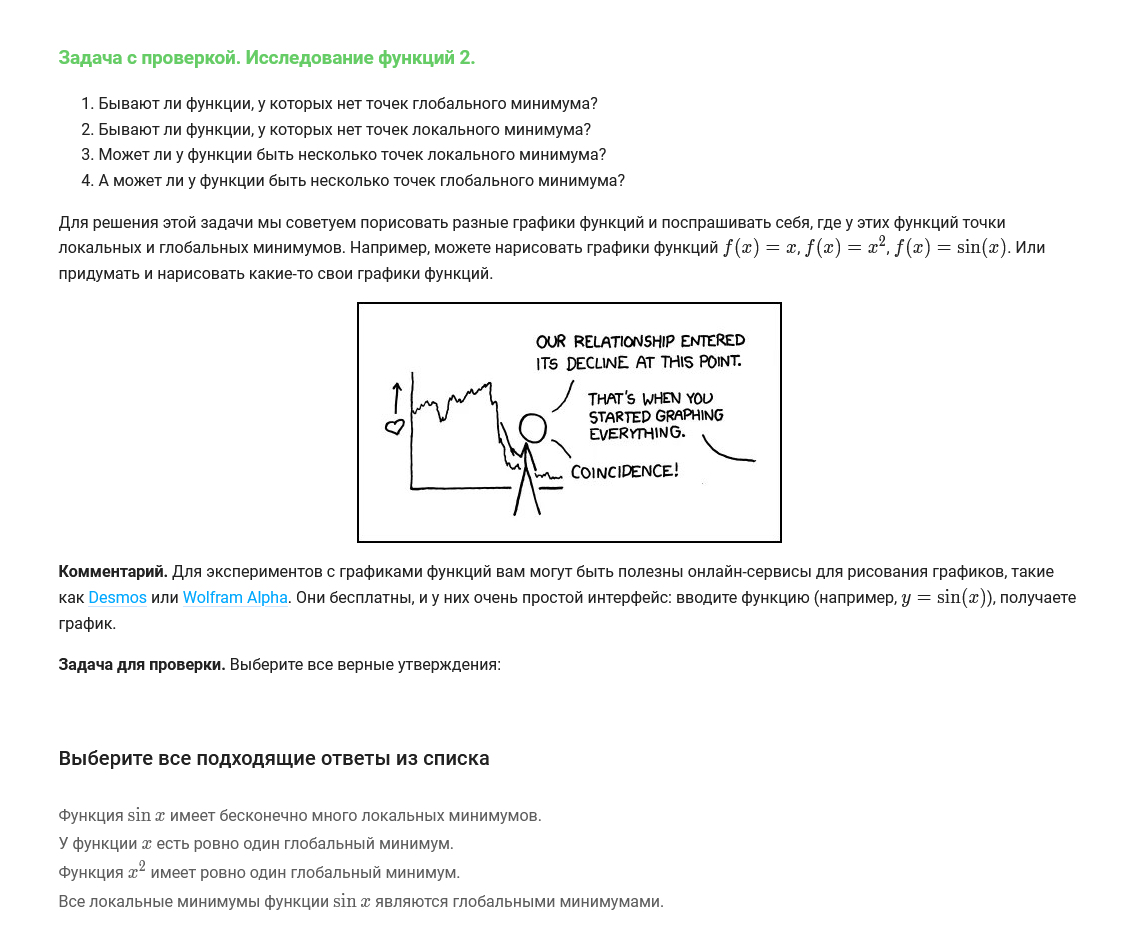 Задача с проверкой. Исследование функций 2.
1. Бывают ли функции, у которых нет точек глобального минимума?
2. Бывают ли функции, у которых нет точек локального минимума?
3. Может ли у функции быть несколько точек локального минимума?
4. А может ли у функции быть несколько точек глобального минимума?
Для решения этой задачи мы советуем порисовать разные графики функций и поспрашивать себя, где у этих функций точки
локальных и глобальных минимумов. Например, можете нарисовать графики функций f(x) = x, f(x) = x², f(x) = sin(x). Или
придумать и нарисовать какие-то свои графики функций.
OUR RELATIONSHIP ENTERED
ITS DECLINE AT THIS POINT.
THAT'S WHEN YOU
STARTED GRAPHING
EVERYTHING.
COINCIDENCE!
Комментарий. Для экспериментов с графиками функций вам могут быть полезны онлайн-сервисы для рисования графиков, такие
как Desmos или Wolfram Alpha. Они бесплатны, и у них очень простой интерфейс: вводите функцию (например, y = sin(x)), получаете
график.
Задача для проверки. Выберите все верные утверждения:
Выберите все подходящие ответы из списка
Функция sin x имеет бесконечно много локальных минимумов.
У функции x есть ровно один глобальный минимум.
Функция x² имеет ровно один глобальный минимум.
Все локальные минимумы функции sin x являются глобальными минимумами.